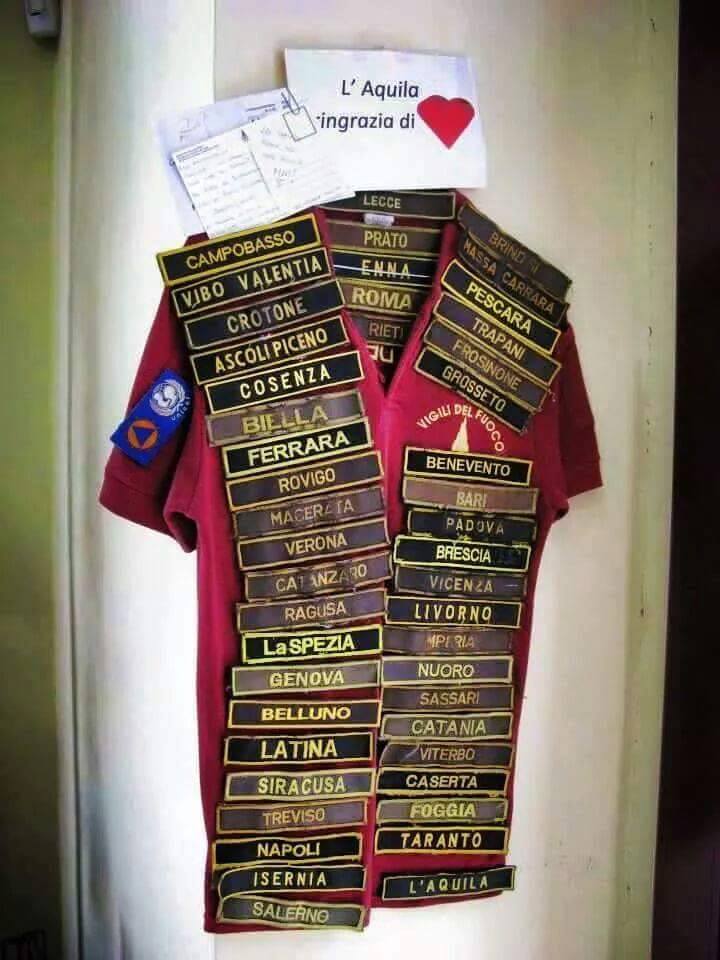 L' Aquila
ringrazia di
LECCE
PRATO
ENNA
ROMA
RIETI
CAMPOBASSO
VIBO VALENTIA
CROTONE
ASCOLI PICENO
COSENZA
BIELLA
FERRARA
ROVIGO
MACERATA
VERONA
CATANZARO
RAGUSA
La SPEZIA
GENOVA
BELLUNO
LATINA
SIRACUSA
TREVISO
NAPOLI
ISERNIA
SALERNO
BRINDISI
MASSA CARRARA
PESCARA
TRAPANI
FROSINONE
GROSSETO
VIGILI DEL FUOCO
BENEVENTO
BARI
PADOVA
BRESCIA
VICENZA
LIVORNO
IMPERIA
NUORO
SASSARI
CATANIA
VITERBO
CASERTA
FOGGIA
TARANTO
L'AQUILA
unicef